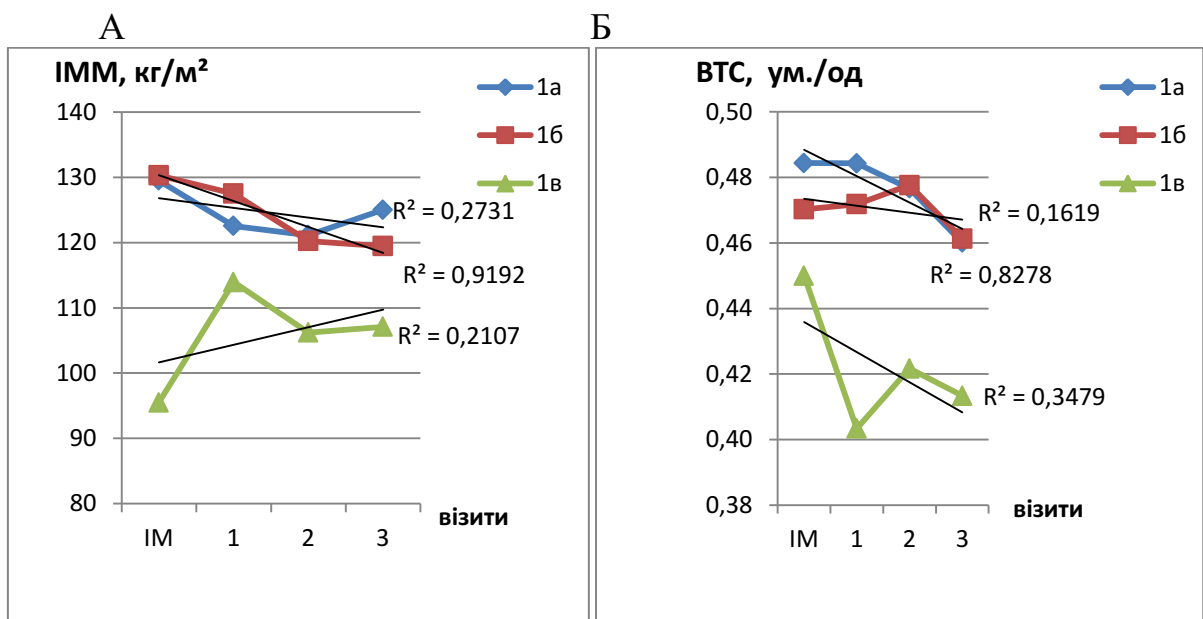 А
Б
ІММ, кг/м²
1а
1б
1в
140
130
120
110
100
90
80
R² = 0,2731
R² = 0,9192
R² = 0,2107
візити
ІМ 1 2 3
ВТС, ум./од
1а
1б
1в
0,50
0,48
0,46
0,44
0,42
0,40
0,38
R² = 0,1619
R² = 0,8278
R² = 0,3479
візити
ІМ 1 2 3